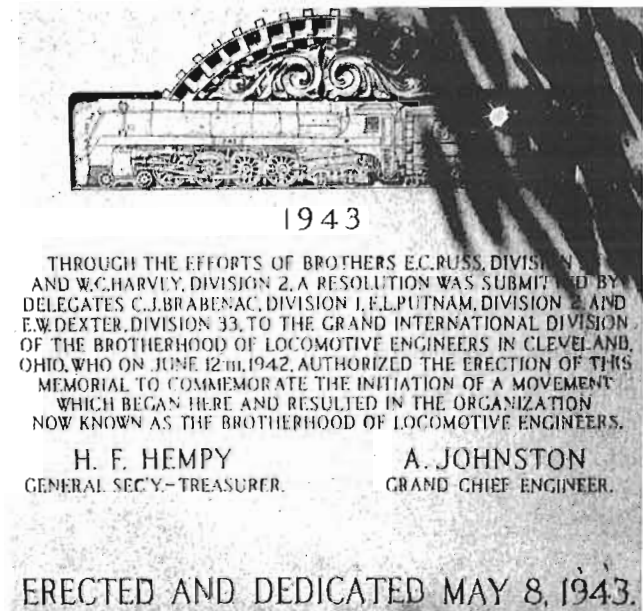 1943
THROUGH THE EFFORTS OF BROTHERS E.C.RUSS, DIVISION
AND W.C.HARVEY, DIVISION 2, A RESOLUTION WAS SUBMITTED BY
DELEGATES C.J.BRABENAC, DIVISION 1, F.L.PUTNAM, DIVISION 2, AND
E.W.DEXTER, DIVISION 33, TO THE GRAND INTERNATIONAL DIVISION
OF THE BROTHERHOOD OF LOCOMOTIVE ENGINEERS IN CLEVELAND,
OHIO, WHO ON JUNE 12TH, 1942, AUTHORIZED THE ERECTION OF THIS
MEMORIAL TO COMMEMORATE THE INITIATION OF A MOVEMENT
WHICH BEGAN HERE AND RESULTED IN THE ORGANIZATION
NOW KNOWN AS THE BROTHERHOOD OF LOCOMOTIVE ENGINEERS.
H. F. HEMPY A. JOHNSTON
GENERAL SEC'Y.-TREASURER. GRAND CHIEF ENGINEER.
ERECTED AND DEDICATED MAY 8, 1943